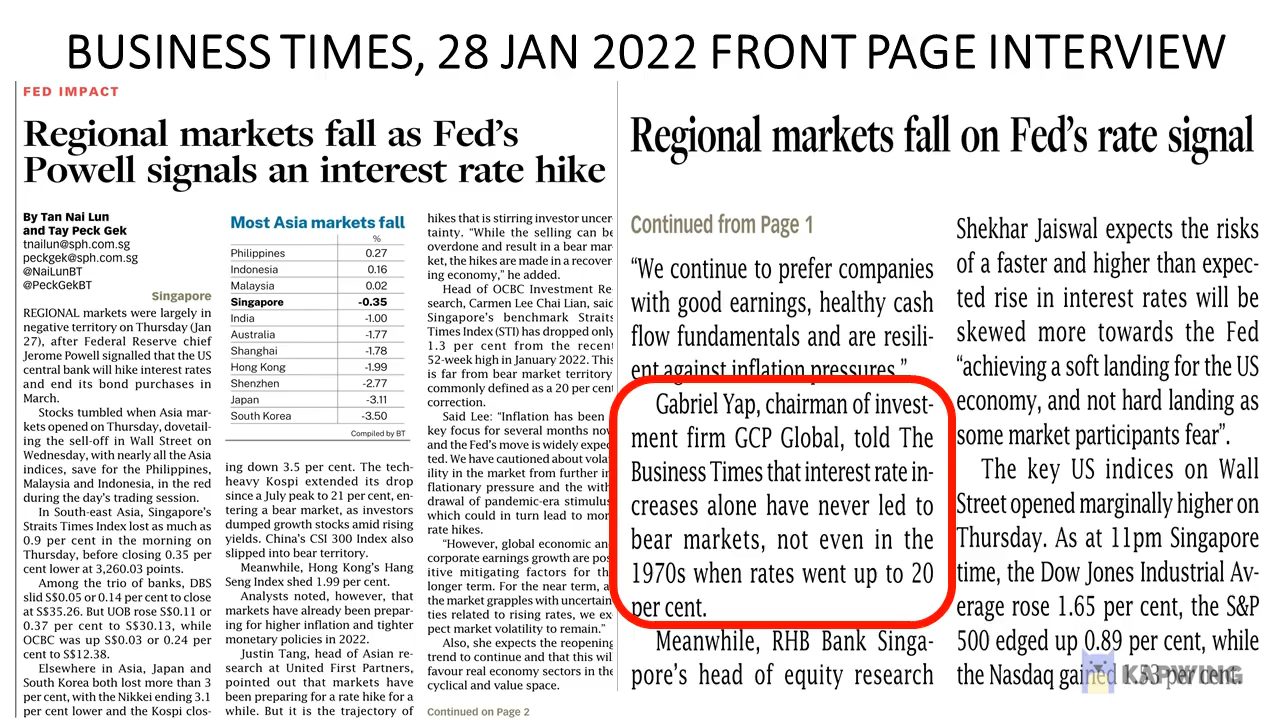 BUSINESS TIMES, 28 JAN 2022 FRONT PAGE INTERVIEW
FED IMPACT
Regional markets fall as Fed's
Powell signals an interest rate hike
By Tan Nai Lun
and Tay Peck Gek
tnailun@sph.com.sg
peckgek@sph.com.sg
@NaiLunBT
@PeckGekBT
Singapore
REGIONAL markets were largely in
negative territory on Thursday (Jan
27), after Federal Reserve chief
Jerome Powell signalled that the US
central bank will hike interest rates
and end its bond purchases in
March.
Stocks tumbled when Asia mar-
kets opened on Thursday, dovetail-
ing the sell-off in Wall Street on
Wednesday, with nearly all the Asia
indices, save for the Philippines,
Malaysia and Indonesia, in the red
during the day's trading session.
In South-east Asia, Singapore's
Straits Times Index lost as much as
0.9 per cent in the morning on
Thursday, before closing 0.35 per
cent lower at 3,260.03 points.
Among the trio of banks, DBS
slid S$0.05 or 0.14 per cent to close
at S$35.26. But UOB rose S$0.11 or
0.37 per cent to S$30.13, while
OCBC was up S$0.03 or 0.24 per
cent to S$12.38.
Elsewhere in Asia, Japan and
South Korea both lost more than 3
per cent, with the Nikkei ending 3.1
per cent lower and the Kospi clos-
Most Asia markets fall
%
Philippines 0.27
Indonesia 0.16
Malaysia 0.02
Singapore -0.35
India -1.00
Australia -1.77
Shanghai -1.78
Hong Kong -1.99
Shenzhen -2.77
Japan -3.11
South Korea -3.50
Compiled by BT
ing down 3.5 per cent. The tech-
heavy Kospi extended its drop
since a July peak to 21 per cent, en-
tering a bear market, as investors
dumped growth stocks amid rising
yields. China's CSI 300 Index also
slipped into bear territory.
Meanwhile, Hong Kong's Hang
Seng Index shed 1.99 per cent.
Analysts noted, however, that
markets have already been prepar-
ing for higher inflation and tighter
monetary policies in 2022.
Justin Tang, head of Asian re-
search at United First Partners,
pointed out that markets have
been preparing for a rate hike for a
while. But it is the trajectory of
hikes that is stirring investor uncer-
tainty. "While the selling can be
overdone and result in a bear mar-
ket, the hikes are made in a recover-
ing economy," he added.
Head of OCBC Investment Re-
search, Carmen Lee Chai Lian, said
Singapore's benchmark Straits
Times Index (STI) has dropped only
1.3 per cent from the recent
52-week high in January 2022. This
is far from bear market territory
commonly defined as a 20 per cent
correction.
Said Lee: "Inflation has been
key focus for several months now
and the Fed's move is widely expec-
ted. We have cautioned about
in the market from further in-
flationary pressure and the
drawal of pandemic-era stimulus
which could in turn lead to
rate hikes.
"However, global economic
corporate earnings growth are
itive mitigating factors for
longer term. For the near term,
the market grapples with
ties related to rising rates, we
pect market volatility to remain."
Also, she expects the reopening
trend to continue and that this will
favour real economy sectors in the
cyclical and value space.
Continued on Page 2
Regional markets fall on Fed's rate signal
Continued from Page 1
"We continue to prefer companies
with good earnings, healthy cash
flow fundamentals and are resili-
ent against inflation pressures."
Gabriel Yap, chairman of invest-
ment firm GCP Global, told The
Business Times that interest rate in-
creases alone have never led to
bear markets, not even in the
1970s when rates went up to 20
per cent.
Meanwhile, RHB Bank Singa-
pore's head of equity research
Shekhar Jaiswal expects the risks
of a faster and higher than expec-
ted rise in interest rates will be
skewed more towards the Fed
"achieving a soft landing for the US
economy, and not hard landing as
some market participants fear".
The key US indices on Wall
Street opened marginally higher on
Thursday. As at 11pm Singapore
time, the Dow Jones Industrial Av-
erage rose 1.65 per cent, the S&P
500 edged up 0.89 per cent, while
the Nasdaq gained 1.53 per cent.
KAPWING